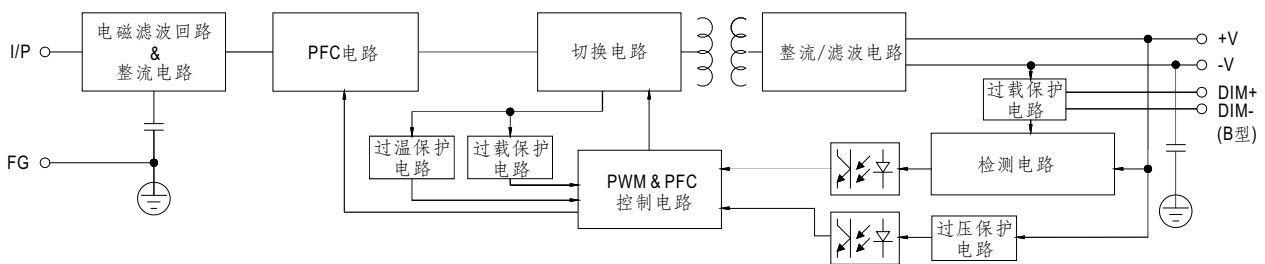 I/P
电磁滤波回路
&
整流电路
PFC电路
切换电路
整流/滤波电路
+V
-V
过载保护
电路
DIM+
DIM-
(B型)
FG
过温保护
电路
过载保护
电路
PWM & PFC
控制电路
检测电路
过压保护
电路